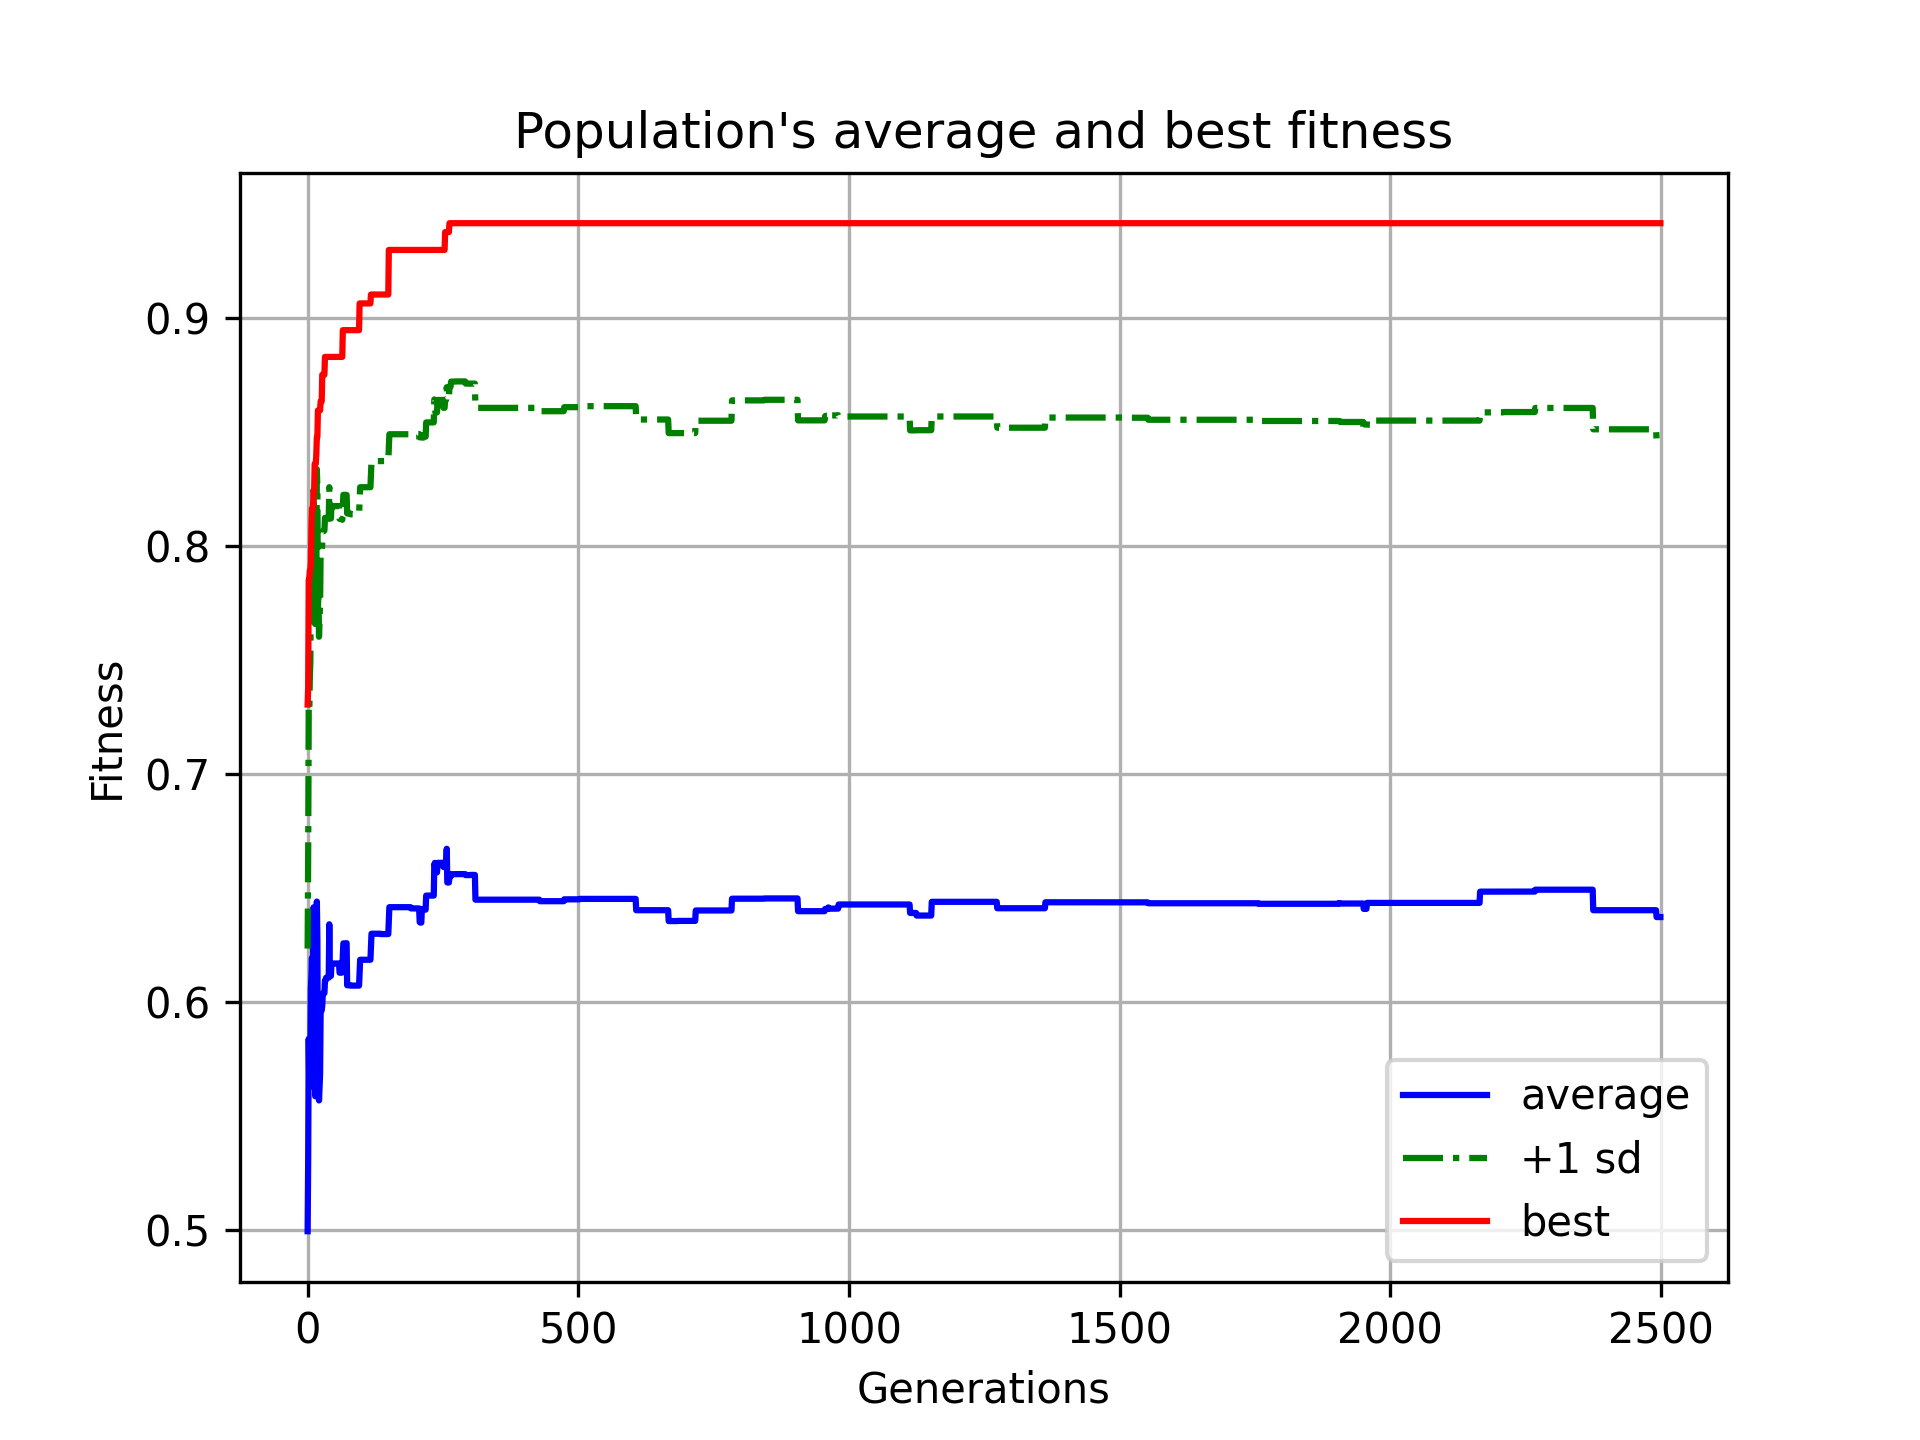 Population's average and best fitness
0.9
0.8
0.7
0.6
0.5
Fitness
0 500 1000 1500 2000 2500
Generations
average
+1 sd
best